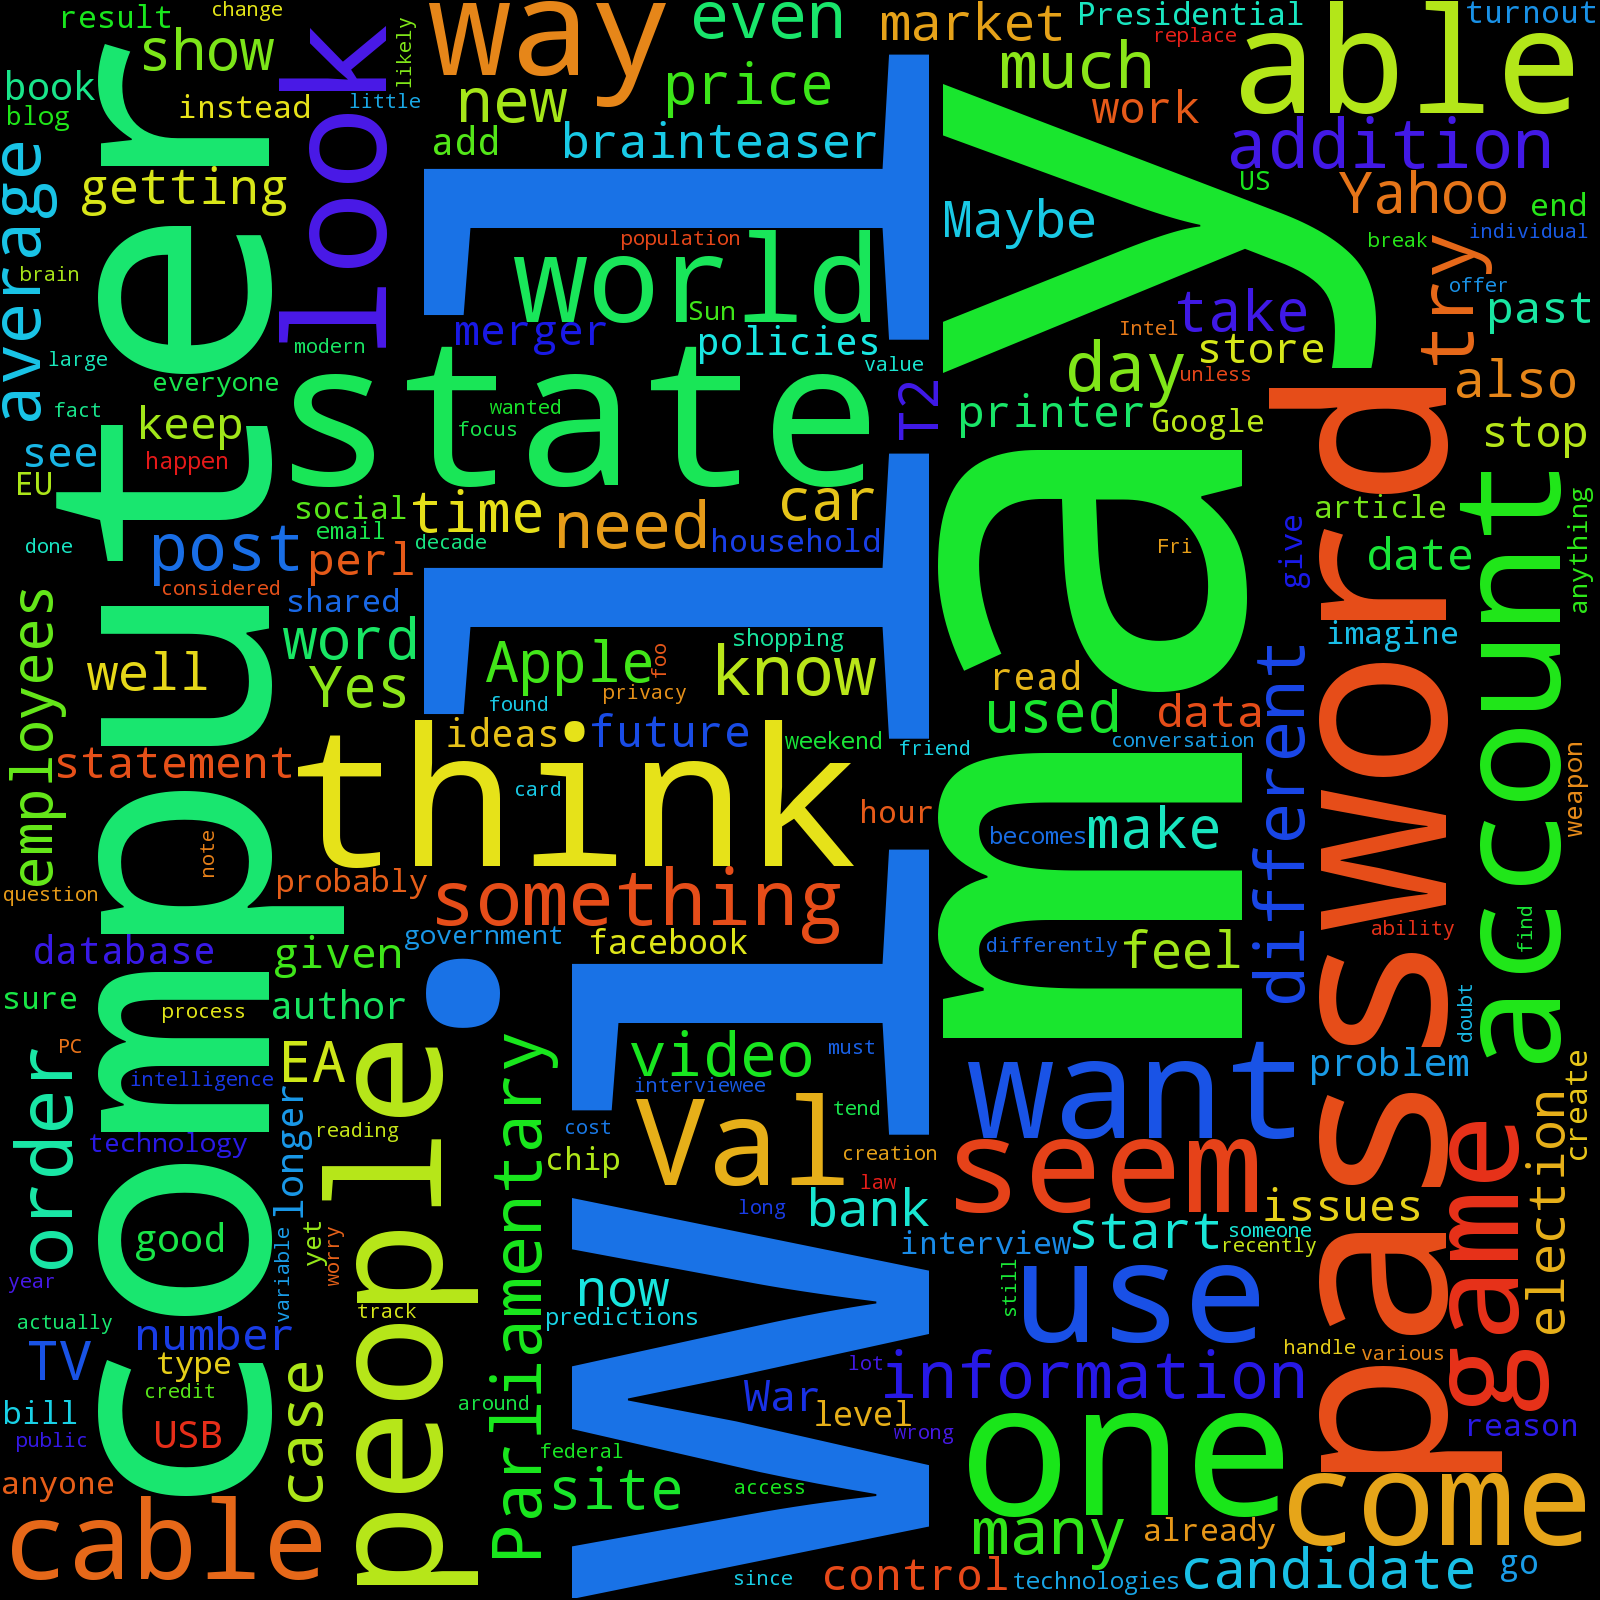 result
change
show
likely
way
even
market
Presidential
replace
able
turnout
book
blog
instead
little
look
new
price
much
work
add
brainteaser
addition
average
getting
computer
will
may
US
Maybe
Yahoo
end
individual
break
brain
population
world
Sun
merger
policies
value
modern
Intel
take
offer
past
try
large
everyone
state
day
unless
store
also
fact
keep
wanted
focus
T2
printer
Google
stop
see
happen
EU
social
time
need
car
household
email
decade
article
password
account
anything
done
post
perl
considered
Fri
give
date
employees
shared
word
shopping
imagine
well
Yes
Apple
foo
know
privacy
found
read
used
data
different
conversation
statement
ideas
future
weekend
friend
think
card
hour
becomes
make
weapon
note
question
probably
something
ability
find
database
given
government
facebook
differently
feel
sure
process
author
doubt
order
PC
intelligence
EA
people
Parliamentary
video
must
want
problem
create
interviewee
technology
longer
reading
cost
chip
Val
tend
creation
law
seem
game
election
good
variable
yet
worry
long
bank
interview
start
someone
recently
issues
year
track
now
predictions
still
use
actually
number
TV
type
credit
case
lot
information
handle
various
bill
public
USB
around
War
level
wrong
one
reason
anyone
federal
site
access
come
cable
many
already
since
control
technologies
candidate
go